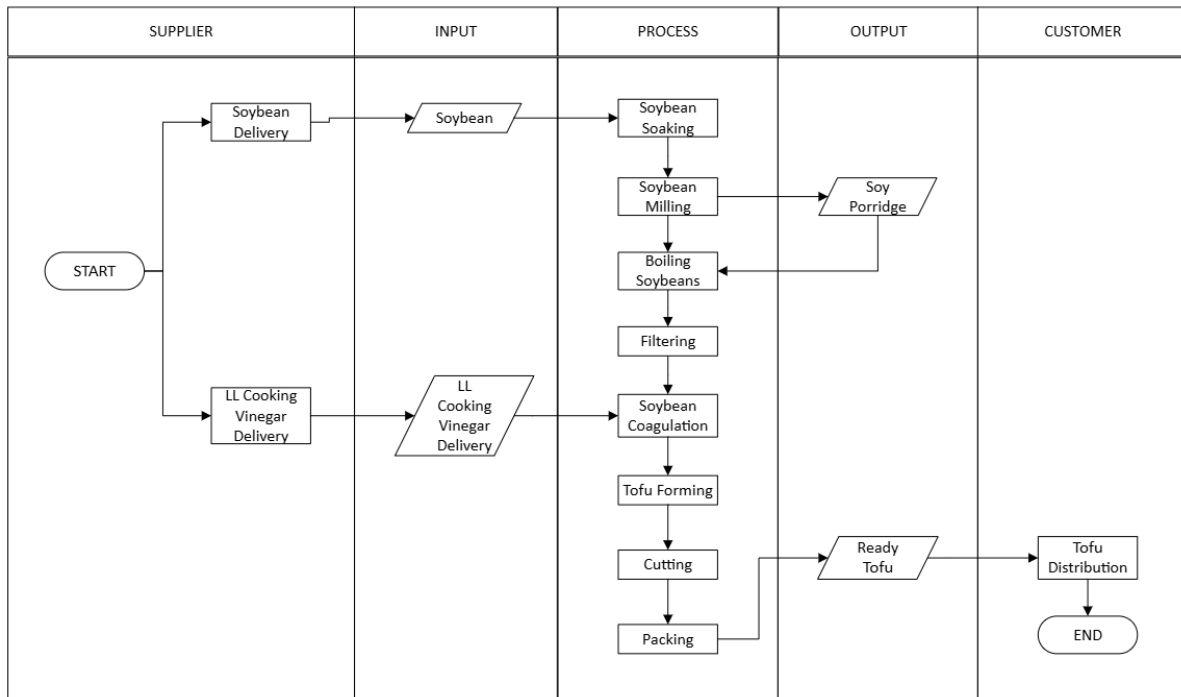 SUPPLIER
INPUT
PROCESS
OUTPUT
CUSTOMER
Soybean
Delivery
Soybean
Soybean
Soaking
Soybean
Milling
Soy
Porridge
START
Boiling
Soybeans
Filtering
LL Cooking
Vinegar
Delivery
LL
Cooking
Vinegar
Delivery
Soybean
Coagulation
Tofu Forming
Cutting
Ready
Tofu
Tofu
Distribution
Packing
END